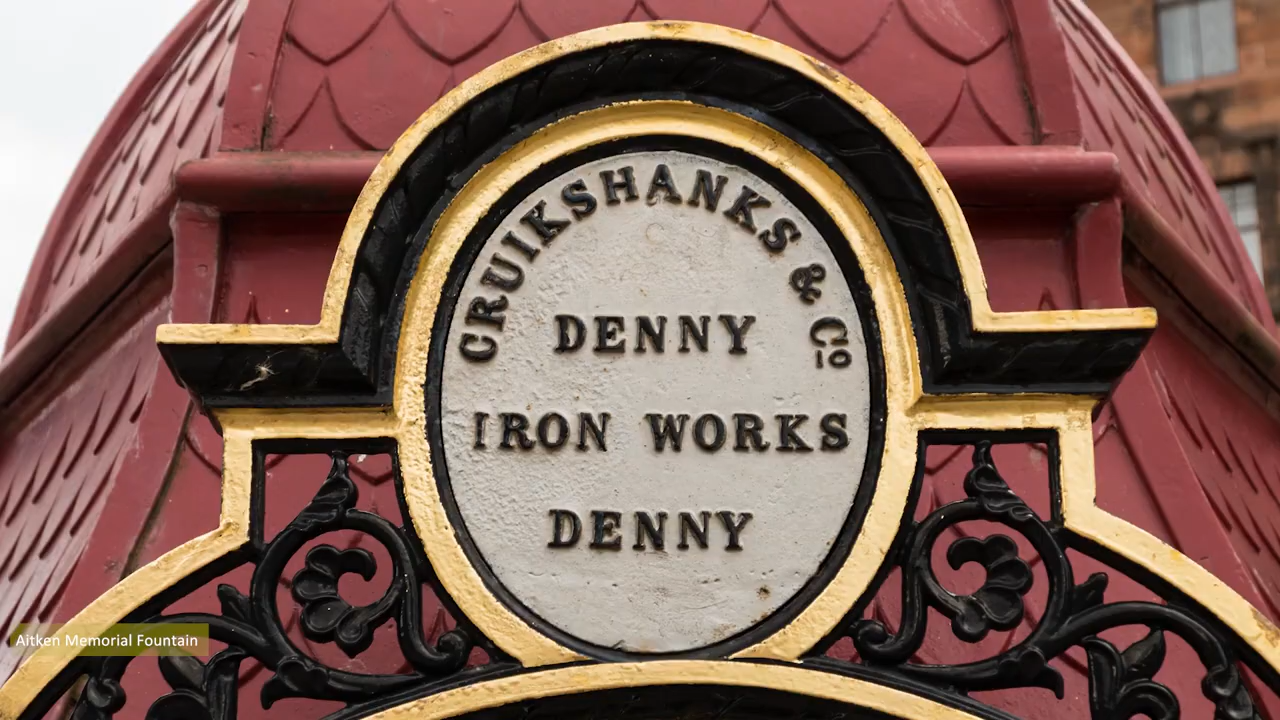 CRUIKSHANKS & Co
DENNY
IRON WORKS
DENNY
Aitken Memorial Fountain